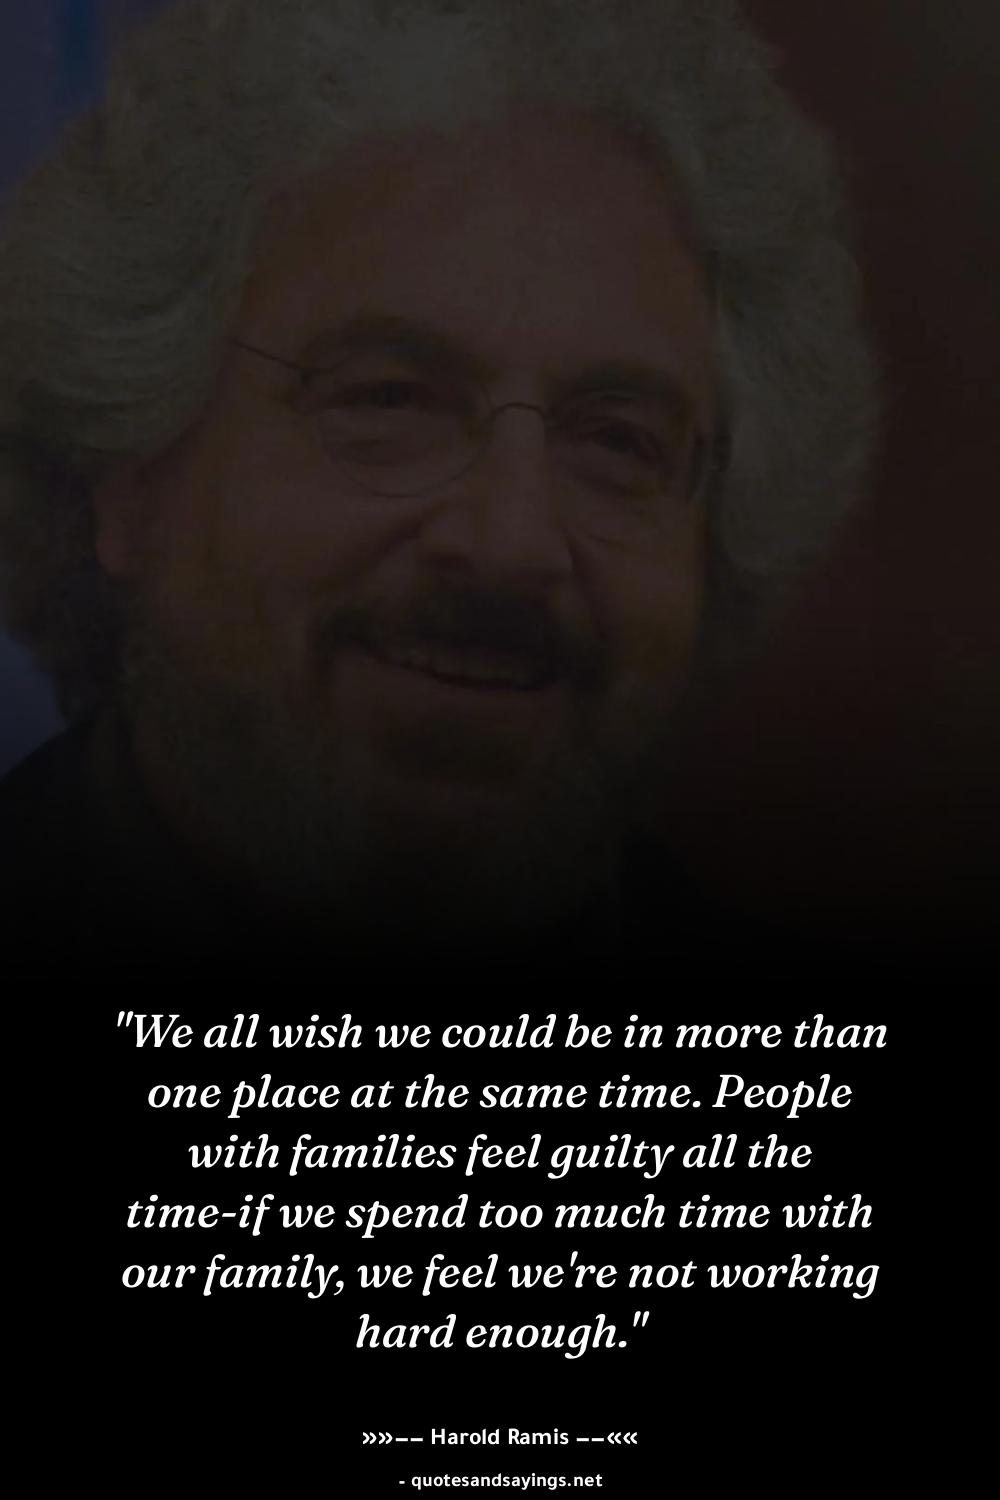 "We all wish we could be in more than
one place at the same time. People
with families feel guilty all the
time-if we spend too much time with
our family, we feel we're not working
hard enough."
»»−− Harold Ramis −−««
- quotesandsayings.net